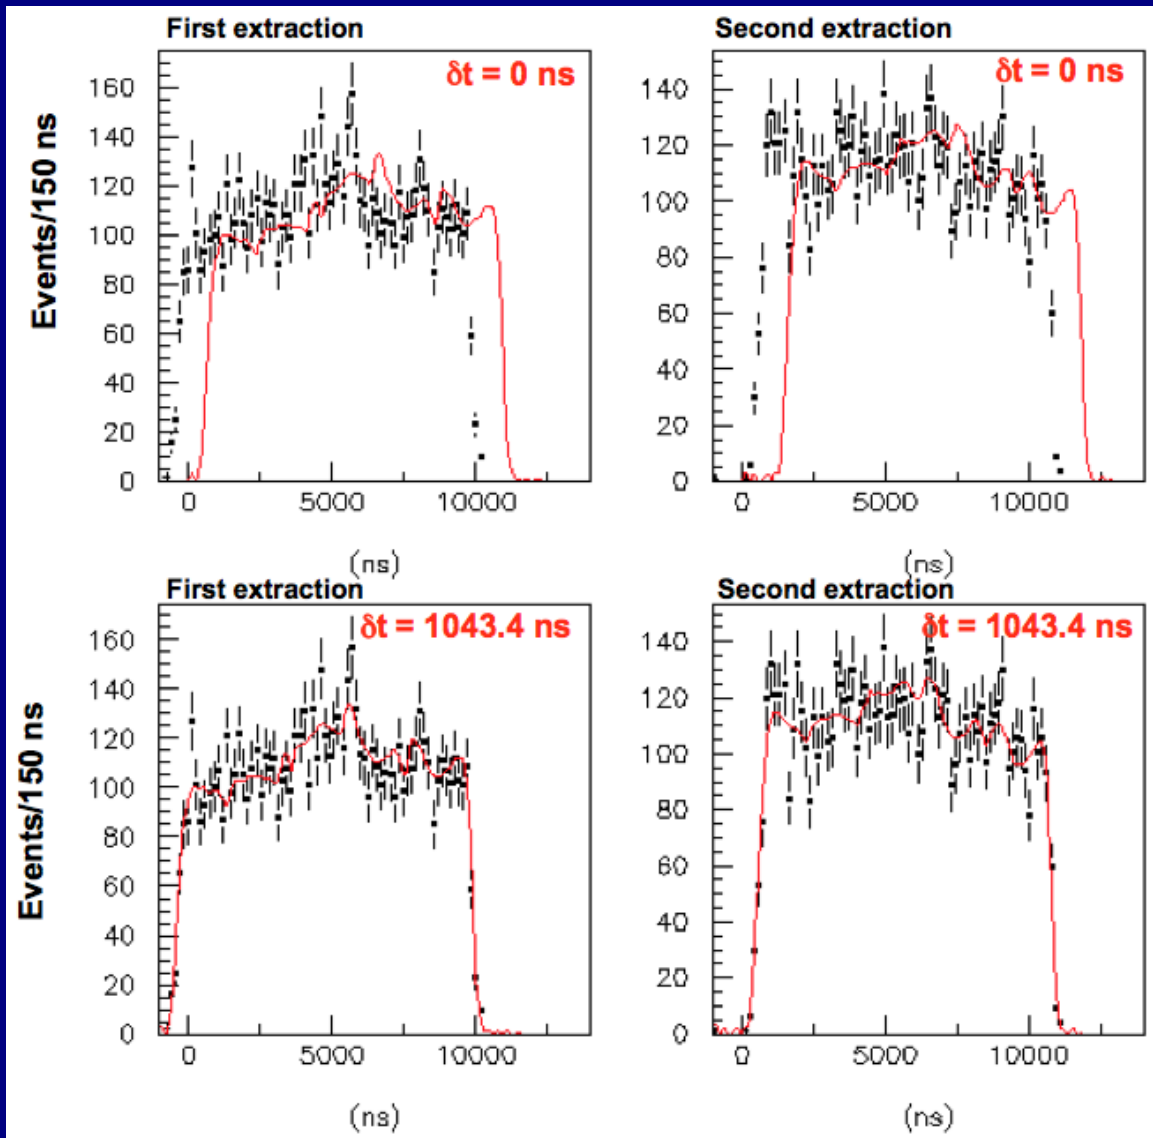 First extraction
δt = 0 ns
Events/150 ns
160
140
120
100
80
60
40
20
0
0 5000 10000
(ns)
Second extraction
δt = 0 ns
140
120
100
80
60
40
20
0
0 5000 10000
(ns)
First extraction
δt = 1043.4 ns
Events/150 ns
160
140
120
100
80
60
40
20
0
0 5000 10000
(ns)
Second extraction
δt = 1043.4 ns
140
120
100
80
60
40
20
0
0 5000 10000
(ns)